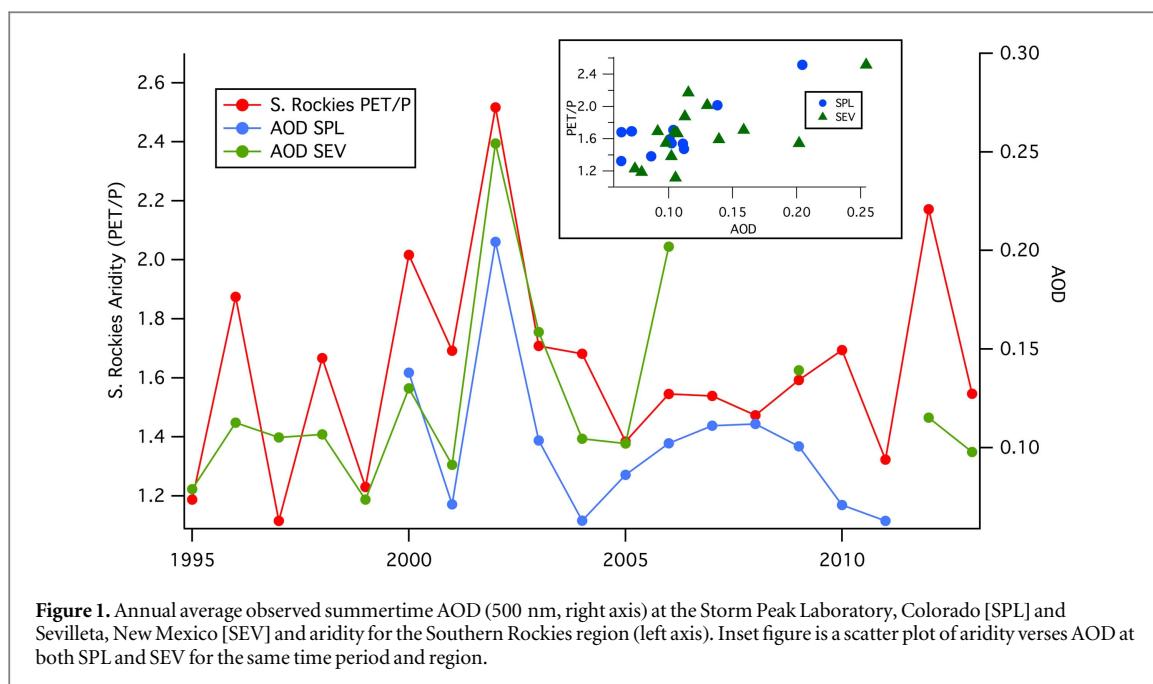 2.6
2.4
2.2
2.0
1.8
1.6
1.4
1.2
S. Rockies Aridity (PET/P)
S. Rockies PET/P
AOD SPL
AOD SEV
2.4
2.0
1.6
1.2
PET/P
SPL
SEV
0.10 0.15 0.20 0.25
AOD
0.30
0.25
0.20
0.15
0.10
AOD
1995 2000 2005 2010
Figure 1. Annual average observed summertime AOD (500 nm, right axis) at the Storm Peak Laboratory, Colorado [SPL] and
Sevilleta, New Mexico [SEV] and aridity for the Southern Rockies region (left axis). Inset figure is a scatter plot of aridity verses AOD at
both SPL and SEV for the same time period and region.